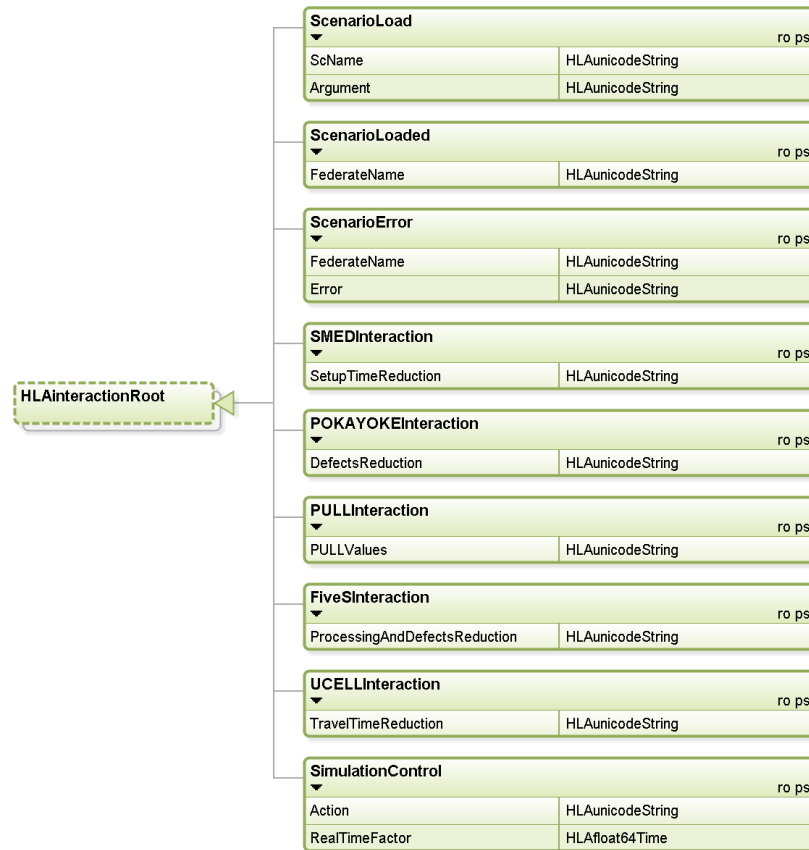 ScenarioLoad
ro ps
ScName HLAunicodeString
Argument HLAunicodeString
ScenarioLoaded
ro ps
FederateName HLAunicodeString
ScenarioError
ro ps
FederateName HLAunicodeString
Error HLAunicodeString
SMEDInteraction
ro ps
SetupTimeReduction HLAunicodeString
HLAinteractionRoot
POKAYOKEInteraction
ro ps
DefectsReduction HLAunicodeString
PULLInteraction
ro ps
PULLValues HLAunicodeString
FiveSInteraction
ro ps
ProcessingAndDefectsReduction HLAunicodeString
UCELLInteraction
ro ps
TravelTimeReduction HLAunicodeString
SimulationControl
ro ps
Action HLAunicodeString
RealTimeFactor HLAfloat64Time